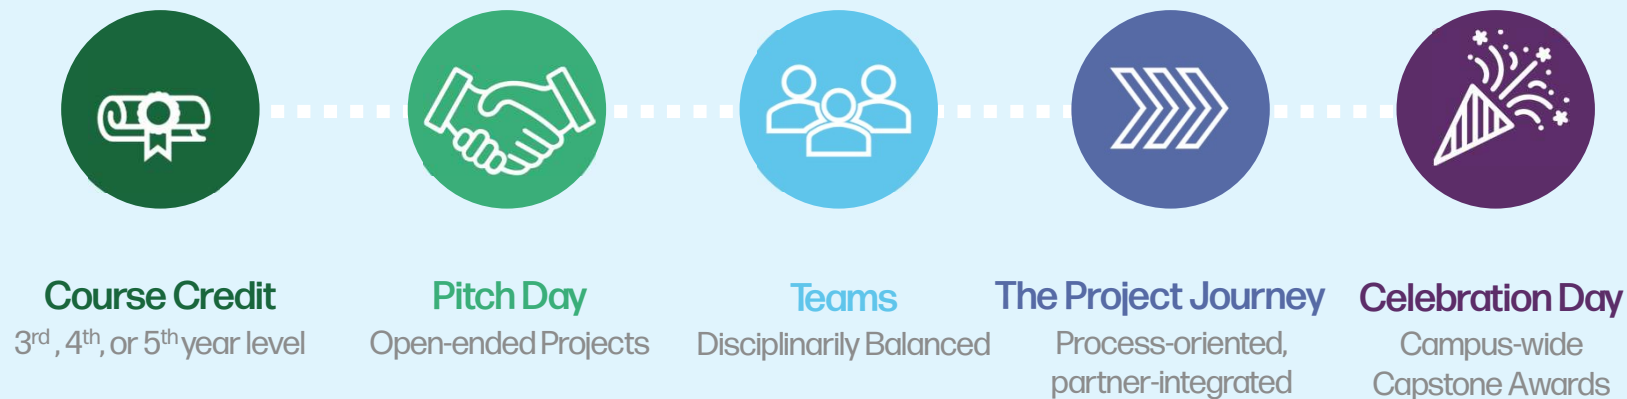 Course Credit
3rd , 4th, or 5th year level
Pitch Day
Open-ended Projects
Teams
Disciplinarily Balanced
The Project Journey
Process-oriented,
partner-integrated
Celebration Day
Campus-wide
Capstone Awards